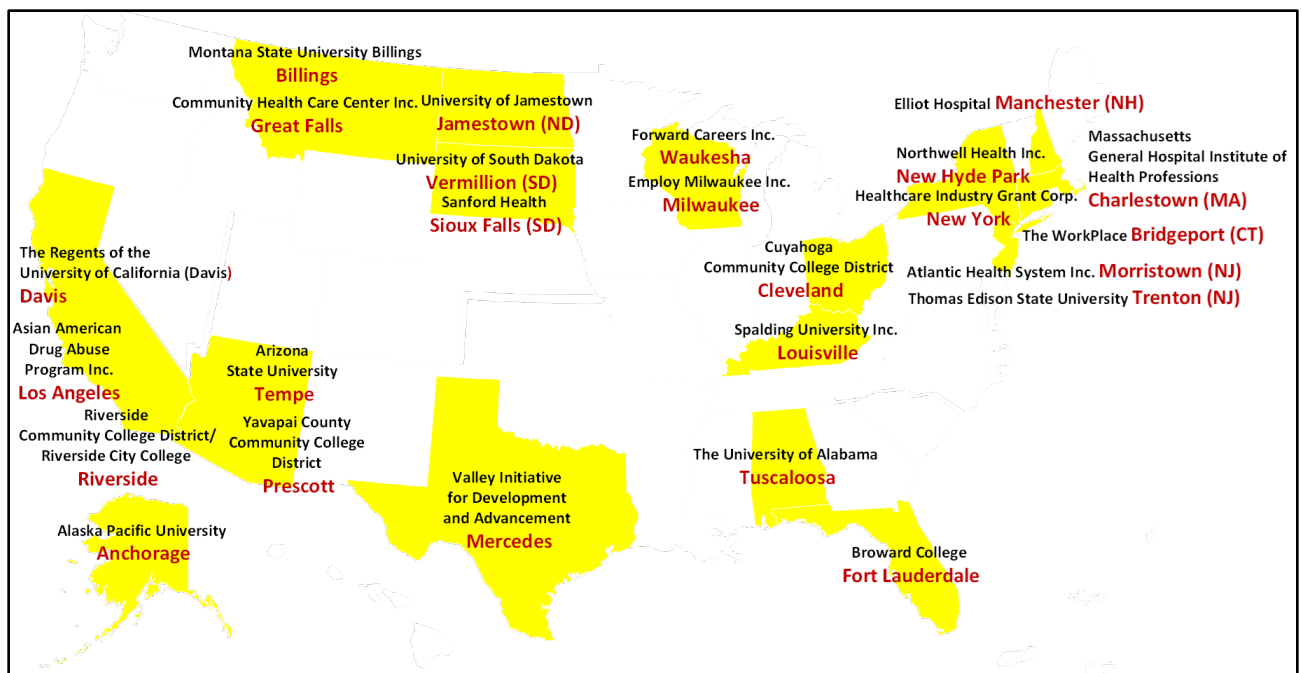 Montana State University Billings
Billings
Community Health Care Center Inc.
Great Falls
University of Jamestown
Jamestown (ND)
University of South Dakota
Vermillion (SD)
Sanford Health
Sioux Falls (SD)
Forward Careers Inc.
Waukesha
Employ Milwaukee Inc.
Milwaukee
Elliot Hospital Manchester (NH)
Northwell Health Inc.
New Hyde Park
Healthcare Industry Grant Corp.
New York
Massachusetts
General Hospital Institute of
Health Professions
Charlestown (MA)
The WorkPlace Bridgeport (CT)
Atlantic Health System Inc. Morristown (NJ)
Thomas Edison State University Trenton (NJ)
Cuyahoga
Community College District
Cleveland
Spalding University Inc.
Louisville
The Regents of the
University of California (Davis)
Davis
Asian American
Drug Abuse
Program Inc.
Los Angeles
Riverside
Community College District/
Riverside City College
Riverside
Arizona
State University
Tempe
Yavapai County
Community College
District
Prescott
Valley Initiative
for Development
and Advancement
Mercedes
The University of Alabama
Tuscaloosa
Alaska Pacific University
Anchorage
Broward College
Fort Lauderdale